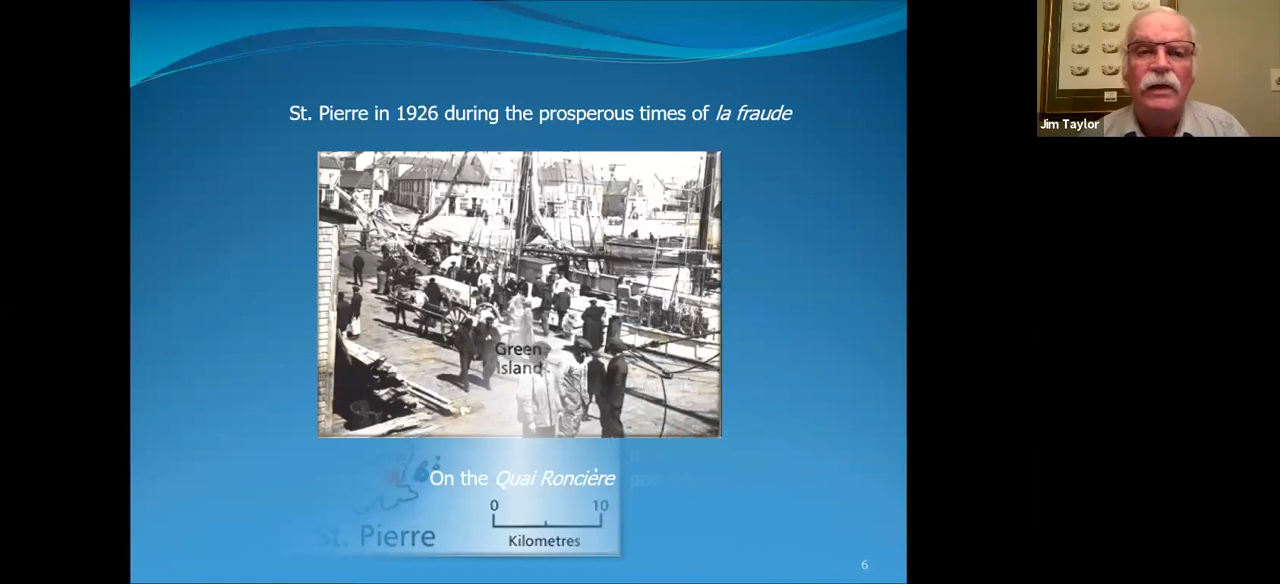 St. Pierre in 1926 during the prosperous times of la fraude
Jim Taylor
Green
Island
On the Quai Roncière
0 10
St. Pierre
Kilometres
6